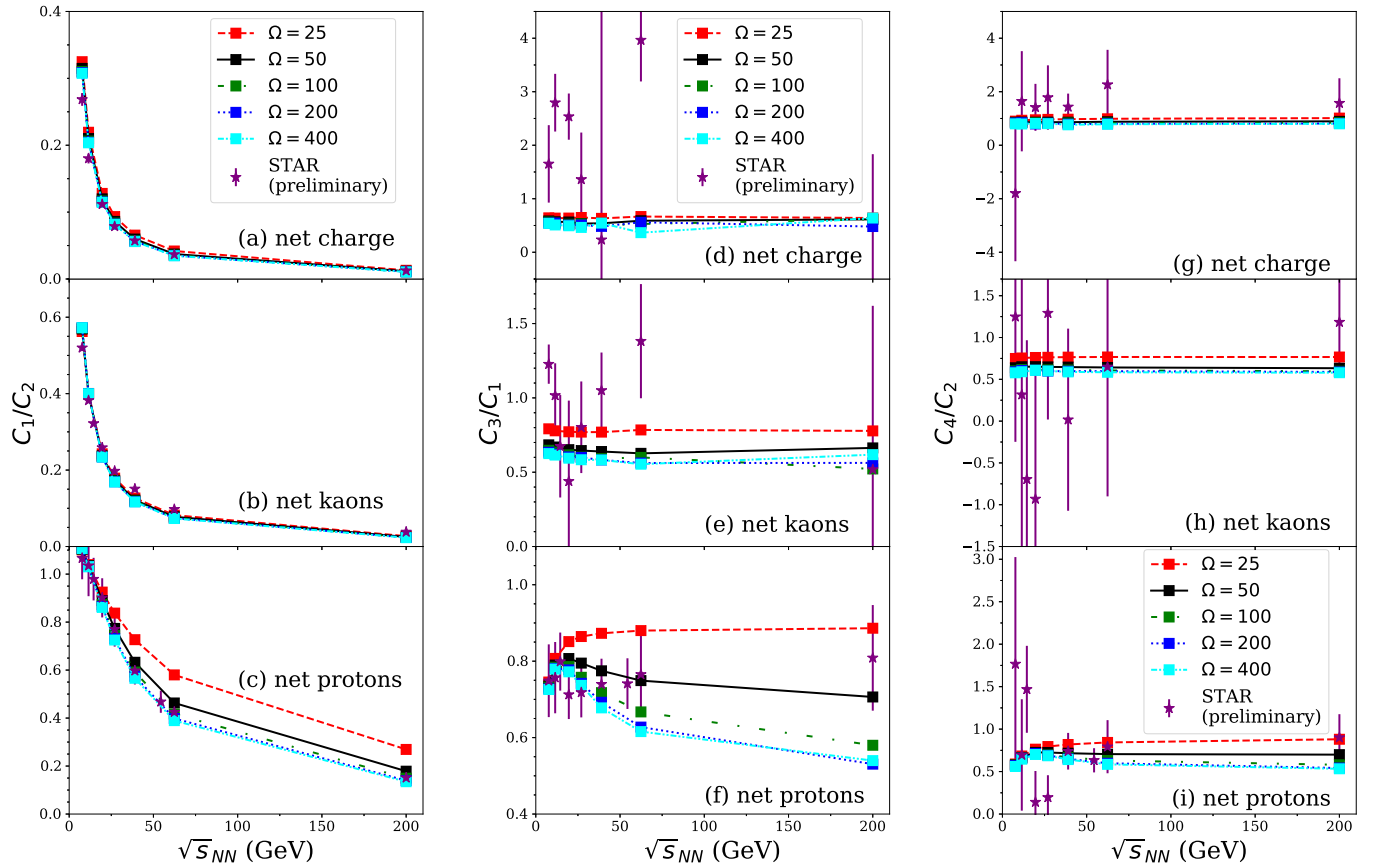 0.4
0.2
0.0
C₁/C₂
Ω = 25
Ω = 50
Ω = 100
Ω = 200
Ω = 400
STAR
(preliminary)
(a) net charge
0.6
0.4
0.2
0.0
(b) net kaons
1.0
0.8
0.6
0.4
0.2
0.0
(c) net protons
0 50 100 150 200
√s_NN (GeV)
4
3
2
1
0
C₃/C₁
Ω = 25
Ω = 50
Ω = 100
Ω = 200
Ω = 400
STAR
(preliminary)
(d) net charge
1.5
1.0
0.5
0.0
(e) net kaons
1.0
0.8
0.6
0.4
(f) net protons
0 50 100 150 200
√s_NN (GeV)
4
2
0
−2
−4
C₄/C₂
(g) net charge
1.5
1.0
0.5
0.0
−0.5
−1.0
−1.5
(h) net kaons
3.0
2.5
2.0
1.5
1.0
0.5
0.0
Ω = 25
Ω = 50
Ω = 100
Ω = 200
Ω = 400
STAR
(preliminary)
(i) net protons
0 50 100 150 200
√s_NN (GeV)